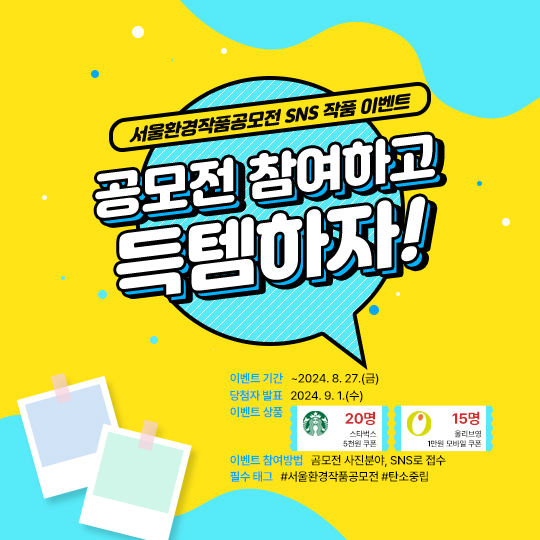 서울환경작품공모전 SNS 작품 이벤트
공모전 참여하고
득템하자!
이벤트 기간 ~2024. 8. 27.(금)
당첨자 발표 2024. 9. 1.(수)
이벤트 상품
20명
스타벅스
5천원 쿠폰
15명
올리브영
1만원 모바일 쿠폰
이벤트 참여방법 곰모전 사진분야, SNS로 접수
필수 태그 #서울환경작품공모전 #탄소중립